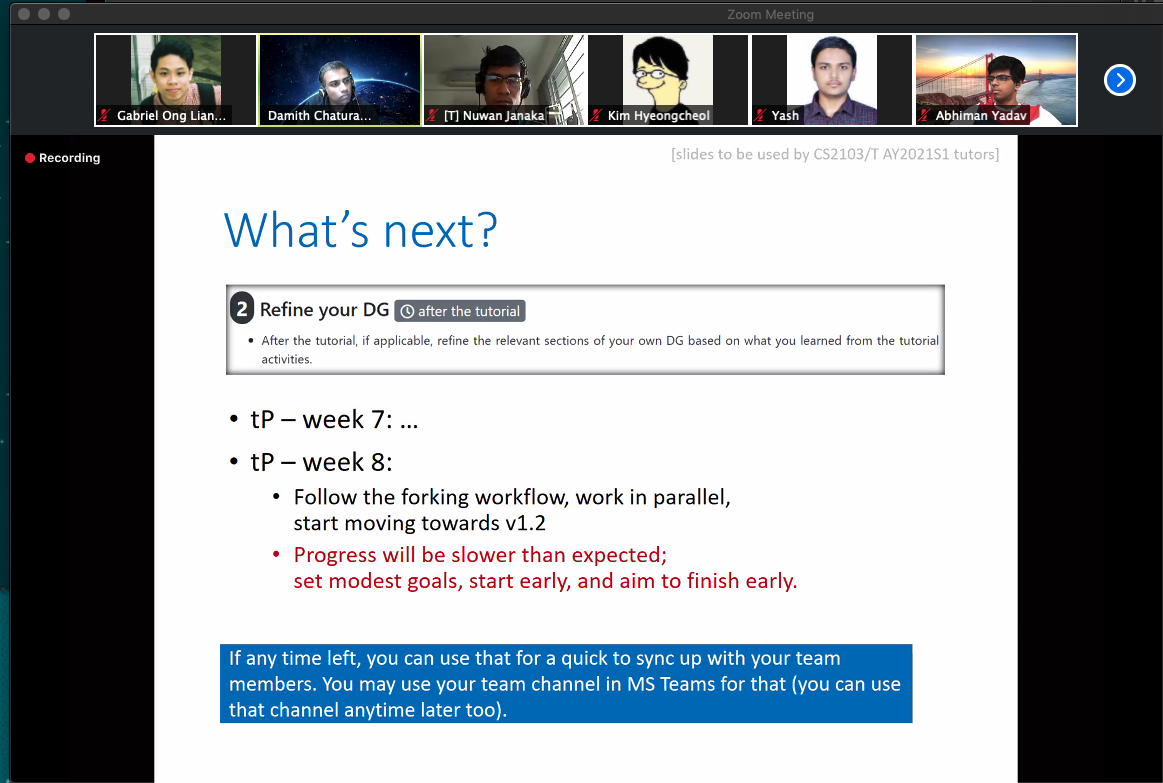 Zoom Meeting
Gabriel Ong Lian...
Damith Chatura...
[T] Nuwan Janaka
Kim Hyeongcheol
Yash
Abhiman Yadav
Recording
[slides to be used by CS2103/T AY2021S1 tutors]
What's next?
2 Refine your DG after the tutorial
• After the tutorial, if applicable, refine the relevant sections of your own DG based on what you learned from the tutorial
activities.
• tP – week 7: ...
• tP – week 8:
• Follow the forking workflow, work in parallel,
start moving towards v1.2
• Progress will be slower than expected;
set modest goals, start early, and aim to finish early.
If any time left, you can use that for a quick to sync up with your team
members. You may use your team channel in MS Teams for that (you can use
that channel anytime later too).